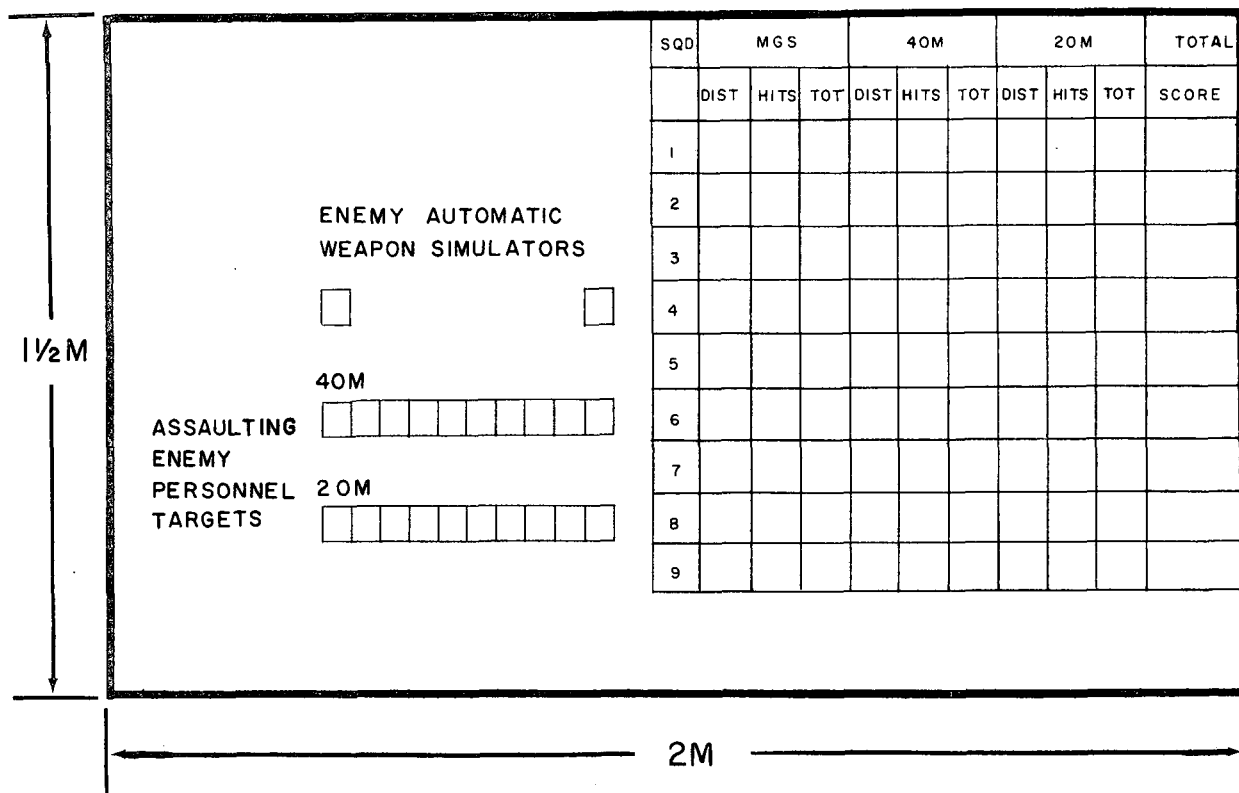 SQD MGS 40M 20M TOTAL
DIST HITS TOT DIST HITS TOT DIST HITS TOT SCORE
1
2
3
4
5
6
7
8
9
ENEMY AUTOMATIC
WEAPON SIMULATORS
40M
ASSAULTING
ENEMY
PERSONNEL
TARGETS
20M
1½M
2M